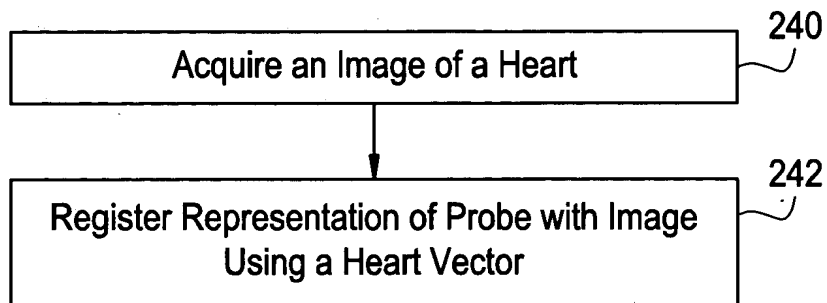 240
Acquire an Image of a Heart
242
Register Representation of Probe with Image
Using a Heart Vector